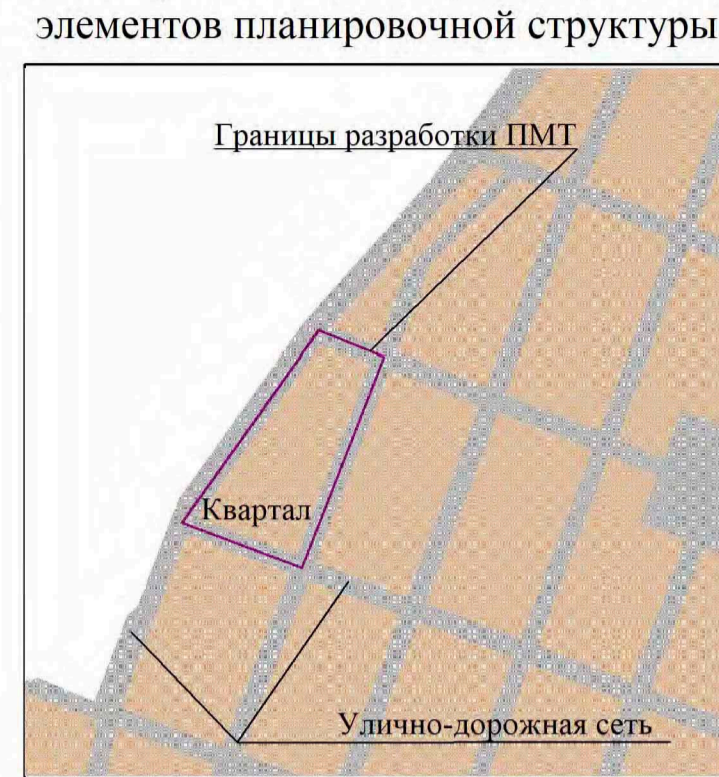 элементов планировочной структуры
Границы разработки ПМТ
Квартал
Улично-дорожная сеть